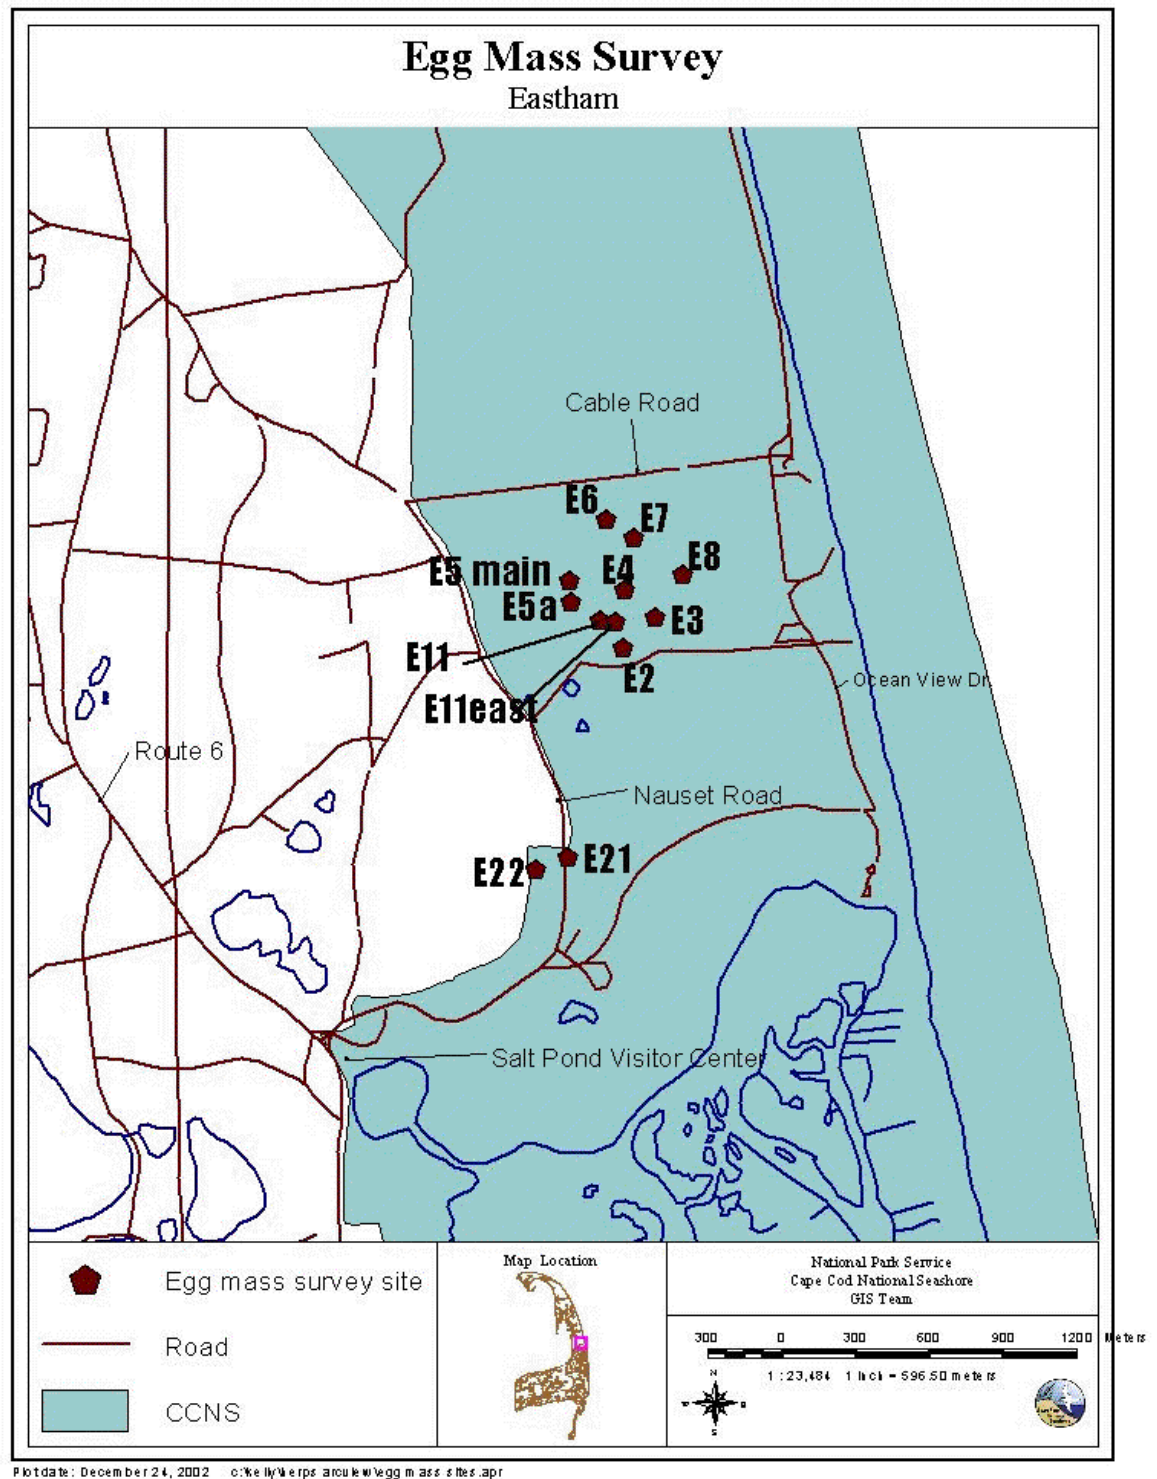 Egg Mass Survey
Eastham
Cable Road
E6
E7
E8
E5 main
E4
E5a
E3
E11
E2
E11east
Ocean View Dr.
Route 6
Nauset Road
E21
E22
Salt Pond Visitor Center
Egg mass survey site
Road
CCNS
Map Location
National Park Service
Cape Cod National Seashore
GIS Team
300 0 300 600 900 1200 Meters
1 : 23,484 1 Inch = 596.50 meters
N
S
Plot date: December 24, 2002